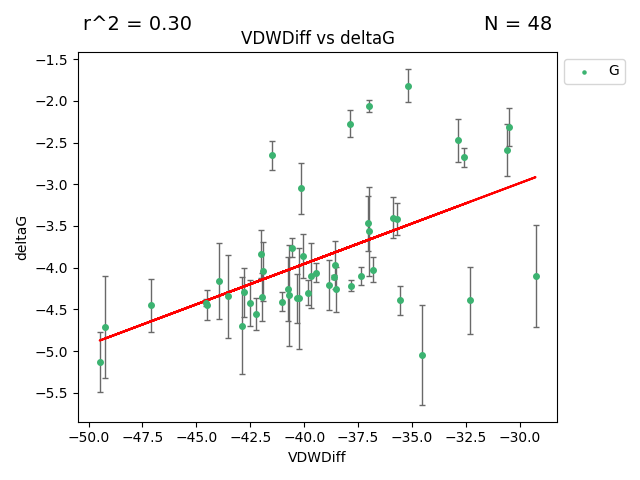 r^2 = 0.30
N = 48
VDWDiff vs deltaG
G
−1.5
−2.0
−2.5
−3.0
−3.5
−4.0
−4.5
−5.0
−5.5
deltaG
−50.0 −47.5 −45.0 −42.5 −40.0 −37.5 −35.0 −32.5 −30.0
VDWDiff